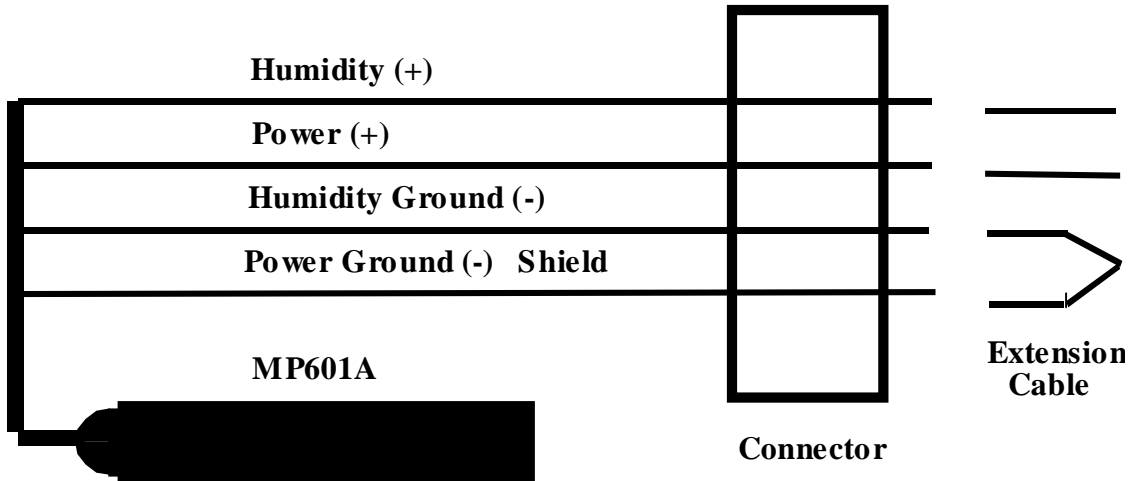 Humidity (+)
Power (+)
Humidity Ground (-)
Power Ground (-) Shield
MP601A
Connector
Extension
Cable